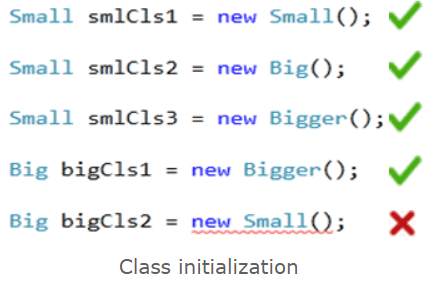 Small smlCls1 = new Small();
Small smlCls2 = new Big();
Small smlCls3 = new Bigger();
Big bigCls1 = new Bigger();
Big bigCls2 = new Small();
Class initialization